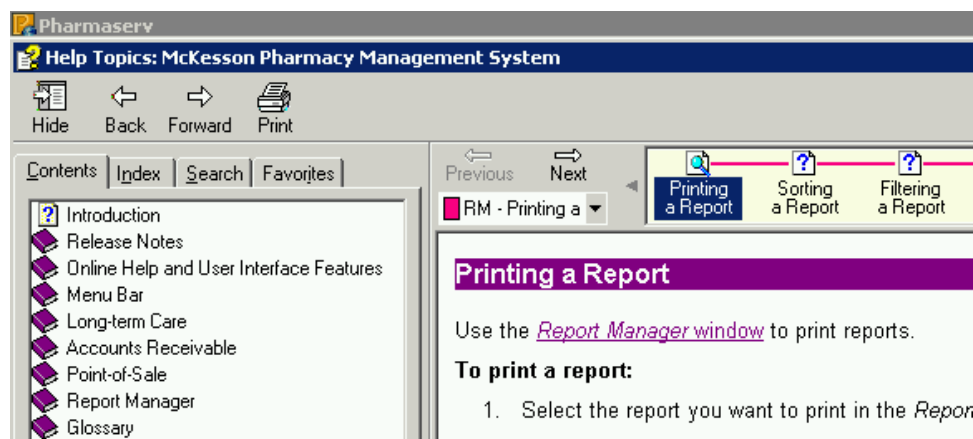 Pharmaserv
Help Topics: McKesson Pharmacy Management System
Hide Back Forward Print
Contents Index Search Favorites
Introduction
Release Notes
Online Help and User Interface Features
Menu Bar
Long-term Care
Accounts Receivable
Point-of-Sale
Report Manager
Glossary
Previous Next
RM - Printing a
Printing a Report
Sorting a Report
Filtering a Report
Printing a Report
Use the Report Manager window to print reports.
To print a report:
1. Select the report you want to print in the Repor